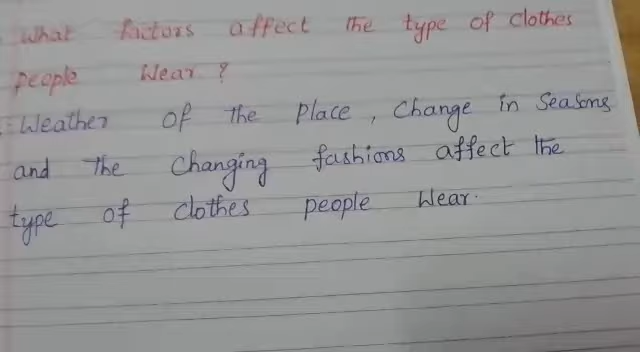 What factors affect the type of clothes
people Wear ?
:- Weather of the Place , Change in Seasons
and the Changing fashions affect the
type of clothes people Wear.